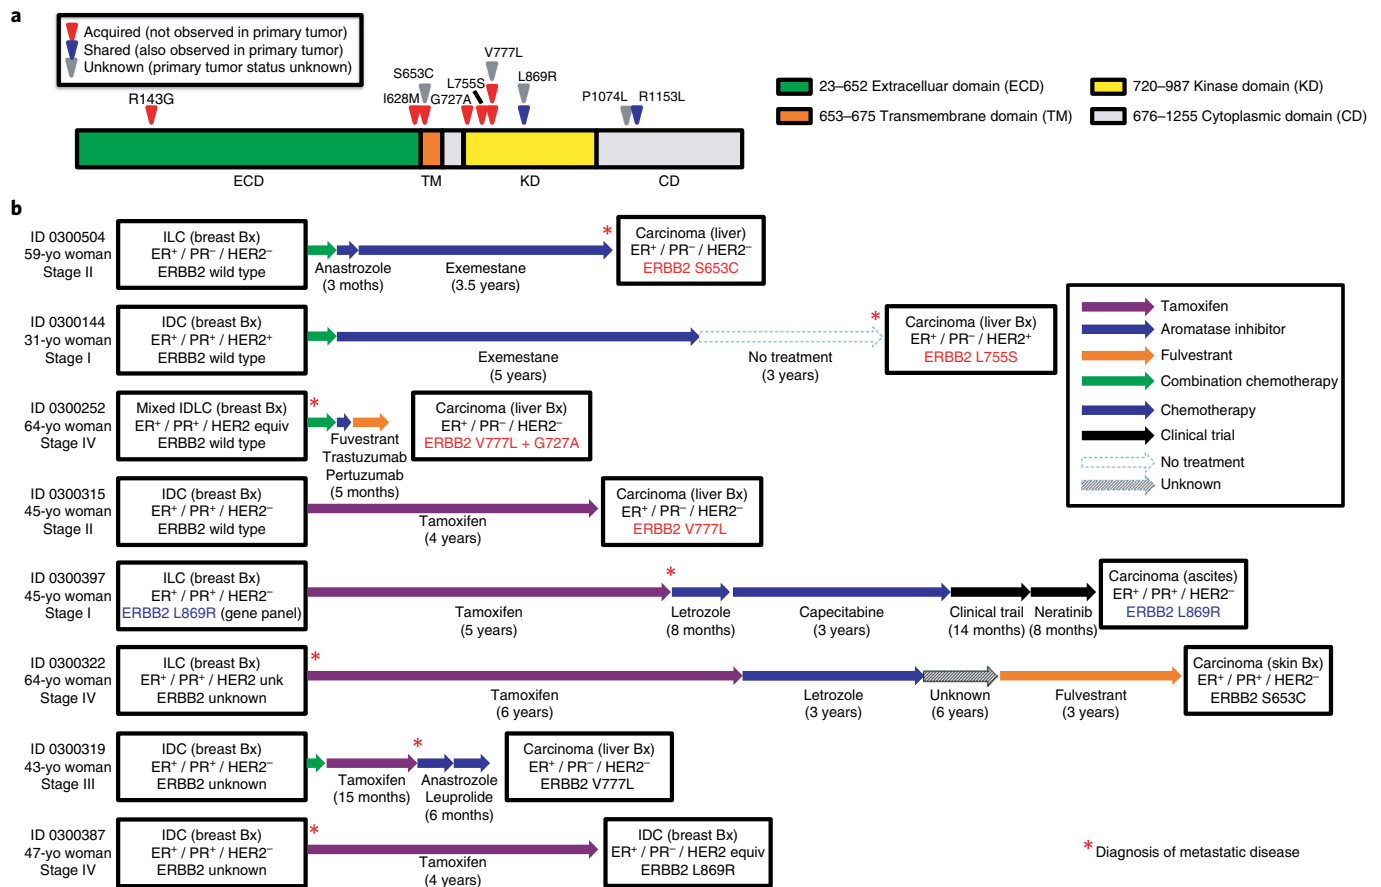 a
Acquired (not observed in primary tumor)
Shared (also observed in primary tumor)
Unknown (primary tumor status unknown)
V777L
S653C
L755S
L869R
R143G
I628M
G727A
P1074L
R1153L
ECD
TM
KD
CD
23–652 Extracelluar domain (ECD)
720–987 Kinase domain (KD)
653–675 Transmembrane domain (TM)
676–1255 Cytoplasmic domain (CD)
b
ID 0300504
59-yo woman
Stage II
ILC (breast Bx)
ER+ / PR– / HER2–
ERBB2 wild type
Anastrozole
(3 moths)
Exemestane
(3.5 years)
*
Carcinoma (liver)
ER+ / PR– / HER2–
ERBB2 S653C
ID 0300144
31-yo woman
Stage I
IDC (breast Bx)
ER+ / PR+ / HER2+
ERBB2 wild type
Exemestane
(5 years)
No treatment
(3 years)
*
Carcinoma (liver Bx)
ER+ / PR– / HER2+
ERBB2 L755S
ID 0300252
64-yo woman
Stage IV
Mixed IDLC (breast Bx)
ER+ / PR+ / HER2 equiv
ERBB2 wild type
*
Fuvestrant
Trastuzumab
Pertuzumab
(5 months)
Carcinoma (liver Bx)
ER+ / PR– / HER2–
ERBB2 V777L + G727A
ID 0300315
45-yo woman
Stage II
IDC (breast Bx)
ER+ / PR+ / HER2–
ERBB2 wild type
Tamoxifen
(4 years)
Carcinoma (liver Bx)
ER+ / PR– / HER2–
ERBB2 V777L
ID 0300397
45-yo woman
Stage I
ILC (breast Bx)
ER+ / PR+ / HER2–
ERBB2 L869R (gene panel)
Tamoxifen
(5 years)
*
Letrozole
(8 months)
Capecitabine
(3 years)
Clinical trail
(14 months)
Neratinib
(8 months)
Carcinoma (ascites)
ER+ / PR+ / HER2–
ERBB2 L869R
ID 0300322
64-yo woman
Stage IV
ILC (breast Bx)
ER+ / PR+ / HER2 unk
ERBB2 unknown
*
Tamoxifen
(6 years)
Letrozole
(3 years)
Unknown
(6 years)
Fulvestrant
(3 years)
Carcinoma (skin Bx)
ER+ / PR+ / HER2–
ERBB2 S653C
ID 0300319
43-yo woman
Stage III
IDC (breast Bx)
ER+ / PR+ / HER2–
ERBB2 unknown
Tamoxifen
(15 months)
*
Anastrozole
Leuprolide
(6 months)
Carcinoma (liver Bx)
ER+ / PR– / HER2–
ERBB2 V777L
ID 0300387
47-yo woman
Stage IV
IDC (breast Bx)
ER+ / PR+ / HER2–
ERBB2 unknown
*
Tamoxifen
(4 years)
IDC (breast Bx)
ER+ / PR– / HER2 equiv
ERBB2 L869R
Tamoxifen
Aromatase inhibitor
Fulvestrant
Combination chemotherapy
Chemotherapy
Clinical trial
No treatment
Unknown
* Diagnosis of metastatic disease